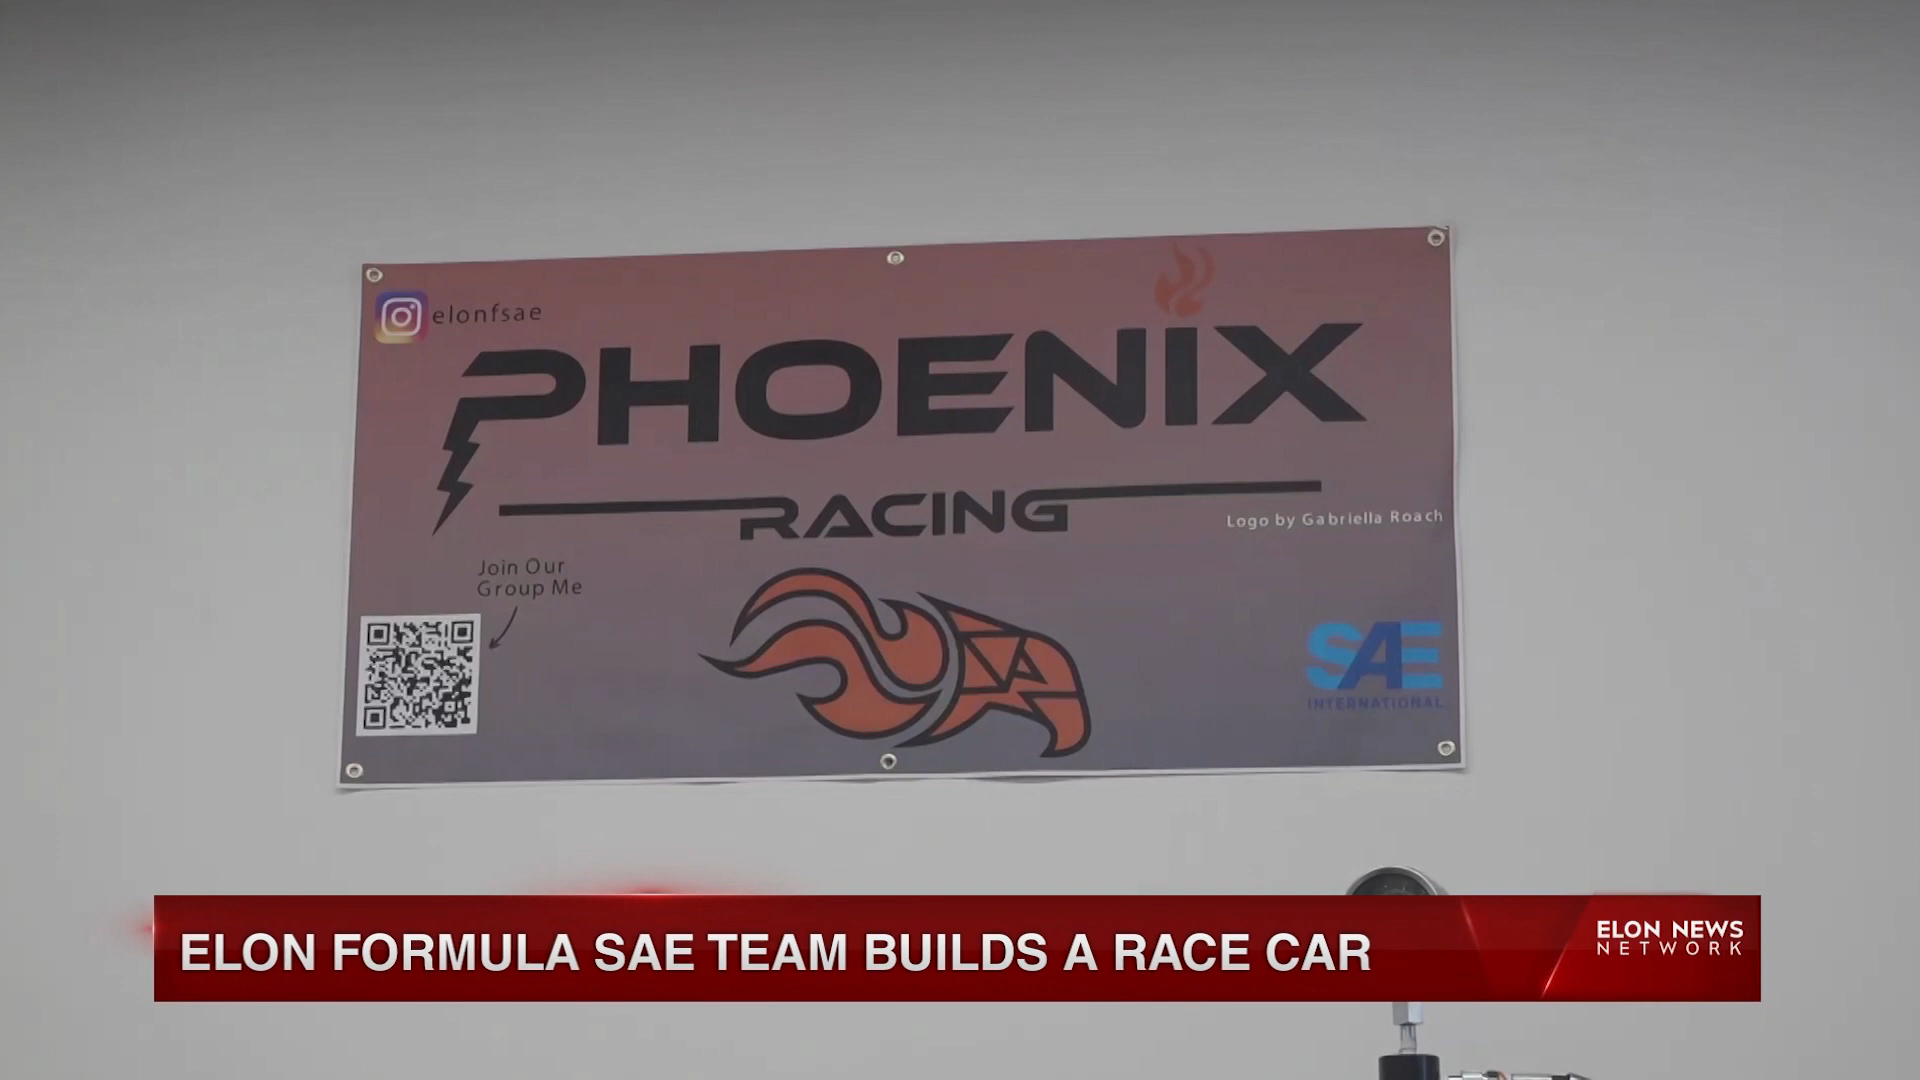 elonfsae
PHOENIX
RACING
Logo by Gabriella Roach
Join Our
Group Me
SAE
INTERNATIONAL
ELON FORMULA SAE TEAM BUILDS A RACE CAR
ELON NEWS
NETWORK